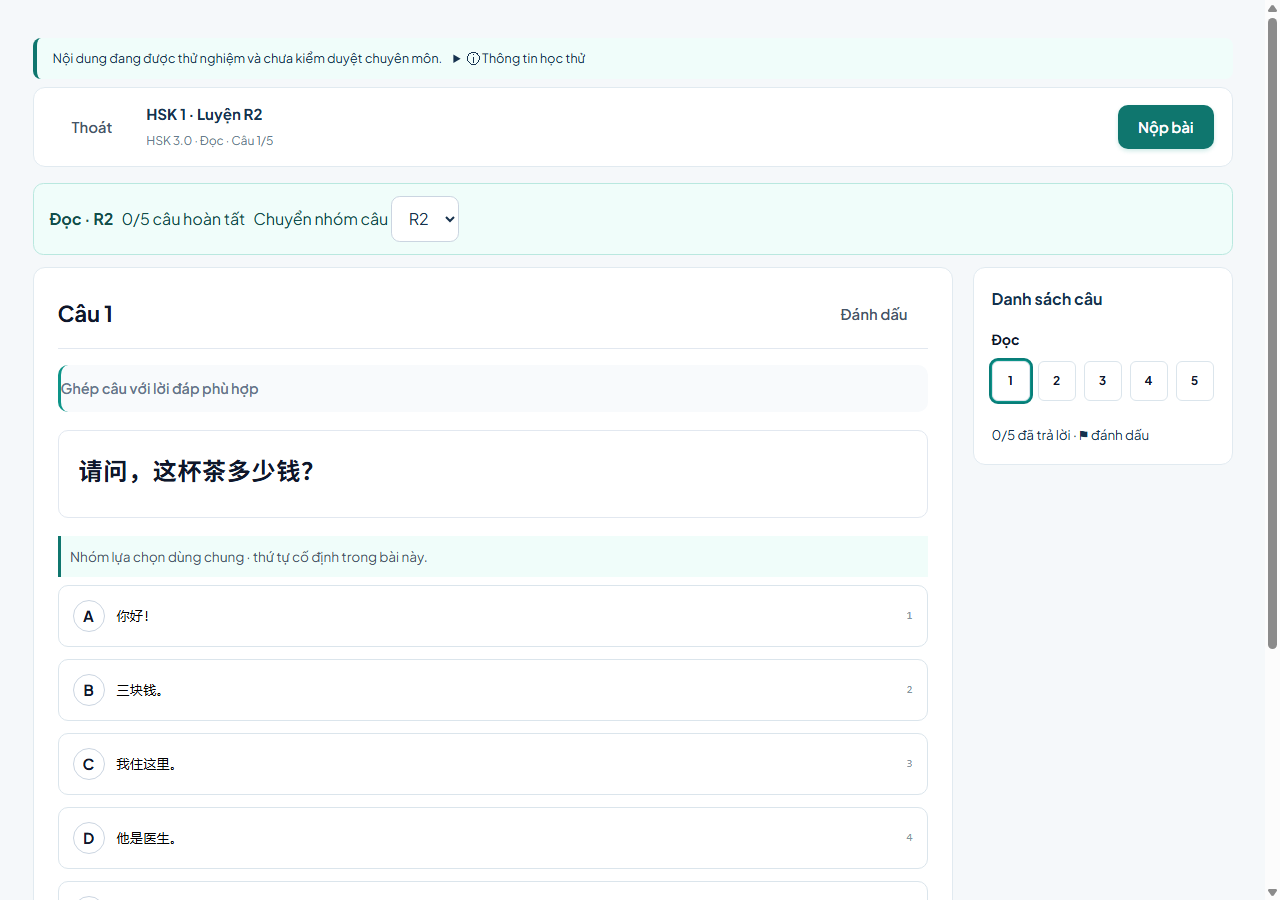 Nội dung đang được thử nghiệm và chưa kiểm duyệt chuyên môn. ▶ ⓘ Thông tin học thử
Thoát
HSK 1 · Luyện R2
HSK 3.0 · Đọc · Câu 1/5
Nộp bài
Đọc · R2 0/5 câu hoàn tất Chuyển nhóm câu R2
Câu 1
Đánh dấu
Ghép câu với lời đáp phù hợp
请问，这杯茶多少钱？
Nhóm lựa chọn dùng chung · thứ tự cố định trong bài này.
A 你好！ 1
B 三块钱。 2
C 我住这里。 3
D 他是医生。 4
Danh sách câu
Đọc
1 2 3 4 5
0/5 đã trả lời · ⚑ đánh dấu